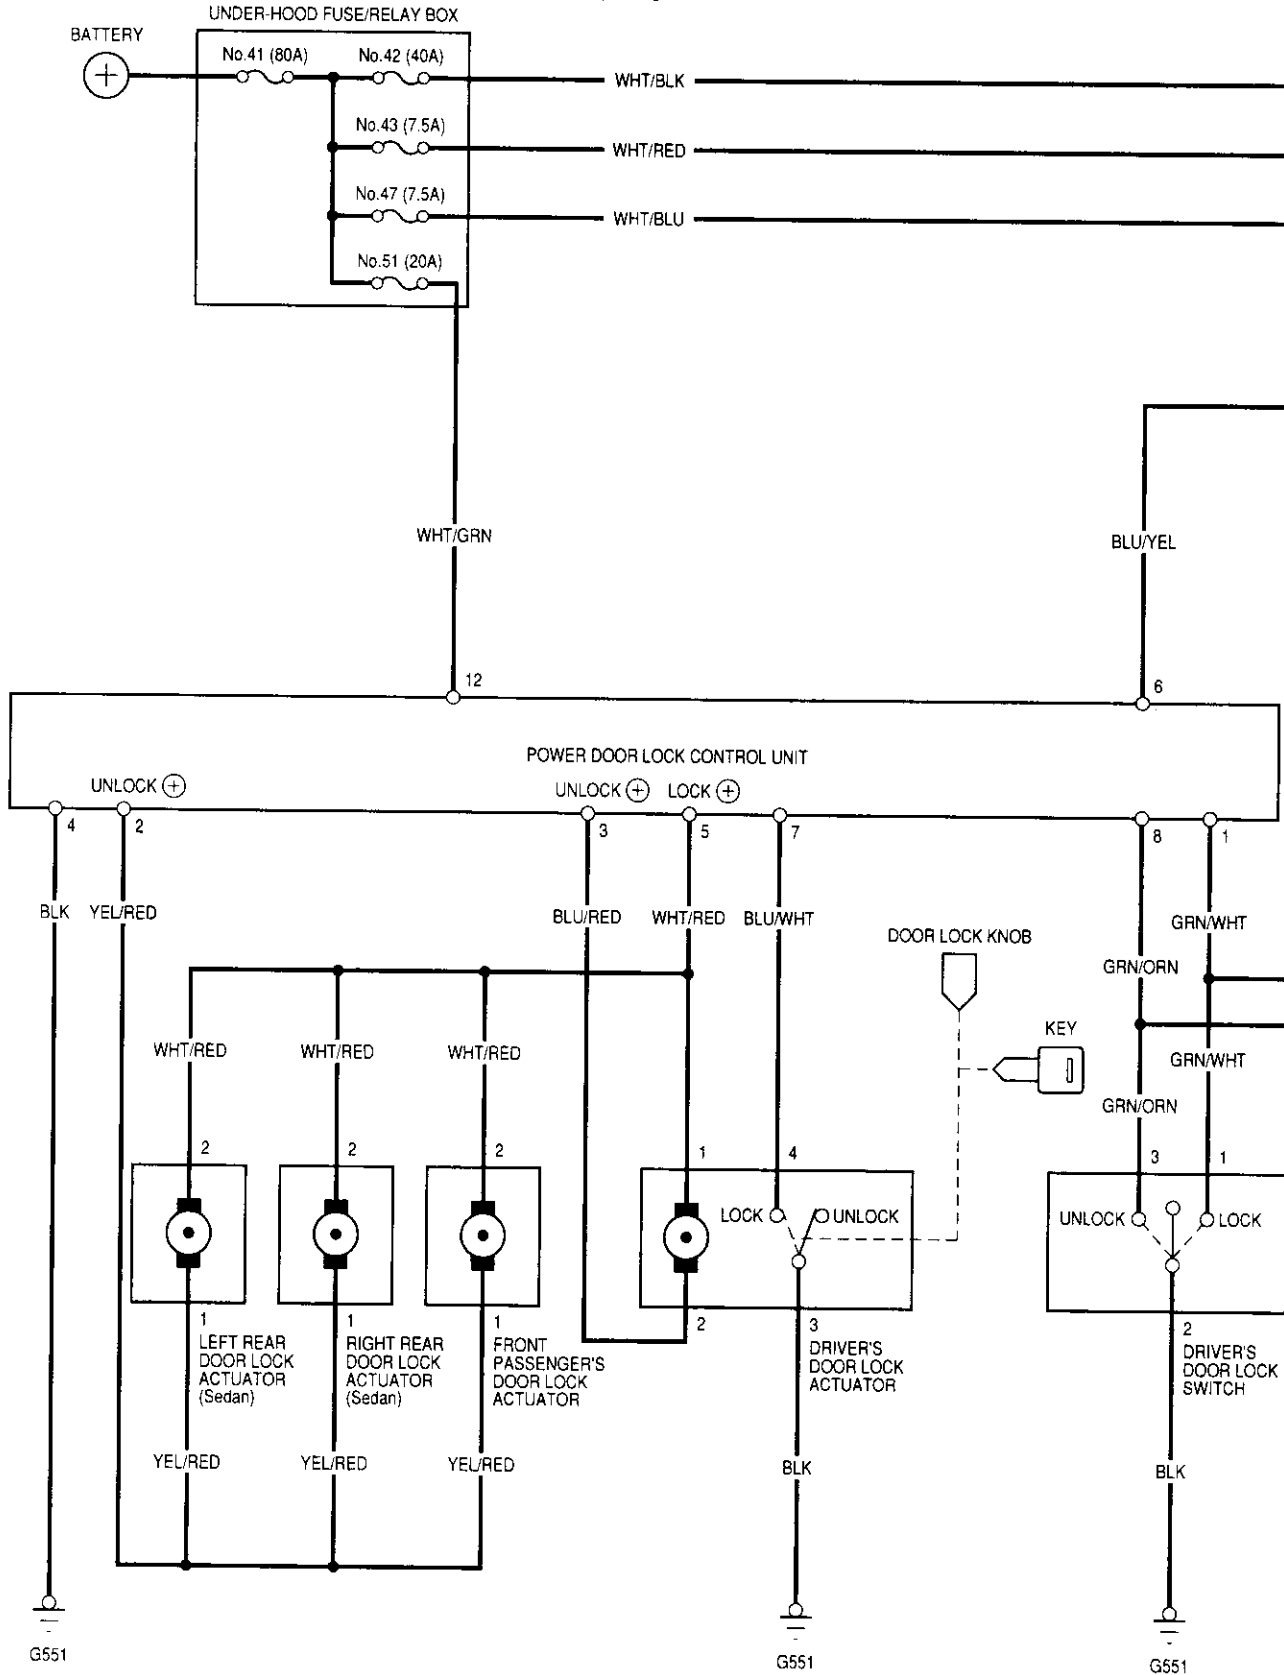 UNDER-HOOD FUSE/RELAY BOX
BATTERY
No.41 (80A)
No.42 (40A)
WHT/BLK
No.43 (7.5A)
WHT/RED
No.47 (7.5A)
WHT/BLU
No.51 (20A)
WHT/GRN
BLU/YEL
12
6
POWER DOOR LOCK CONTROL UNIT
UNLOCK +
UNLOCK +
LOCK +
4
2
3
5
7
8
1
BLK
YEL/RED
BLU/RED
WHT/RED
BLU/WHT
GRN/WHT
DOOR LOCK KNOB
GRN/ORN
KEY
WHT/RED
WHT/RED
WHT/RED
GRN/WHT
GRN/ORN
2
2
2
1
4
3
1
LOCK
UNLOCK
UNLOCK
LOCK
1
LEFT REAR
DOOR LOCK
ACTUATOR
(Sedan)
1
RIGHT REAR
DOOR LOCK
ACTUATOR
(Sedan)
1
FRONT
PASSENGER'S
DOOR LOCK
ACTUATOR
2
3
DRIVER'S
DOOR LOCK
ACTUATOR
2
DRIVER'S
DOOR LOCK
SWITCH
YEL/RED
YEL/RED
YEL/RED
BLK
BLK
G551
G551
G551